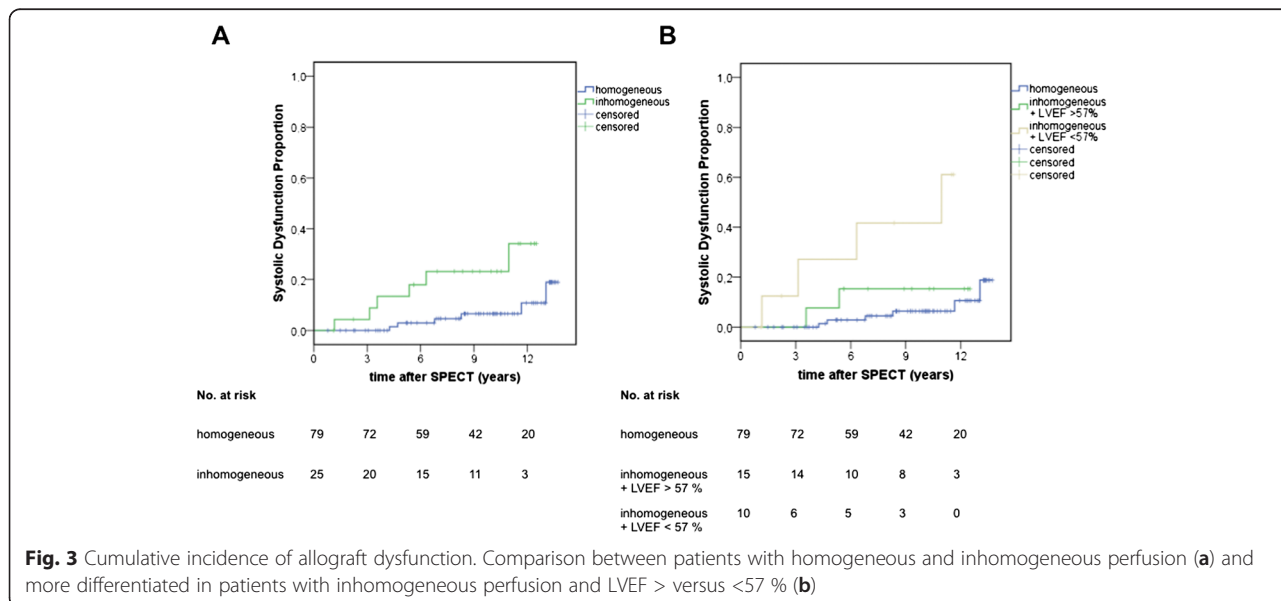 A
Systolic Dysfunction Proportion
1.0
0.8
0.6
0.4
0.2
0.0
0 3 6 9 12
time after SPECT (years)
homogeneous
inhomogeneous
censored
censored
No. at risk
homogeneous 79 72 59 42 20
inhomogeneous 25 20 15 11 3
B
Systolic Dysfunction Proportion
1,0
0,8
0,6
0,4
0,2
0,0
0 3 6 9 12
time after SPECT (years)
homogeneous
inhomogeneous
+ LVEF >57%
inhomogeneous
+ LVEF <57%
censored
censored
censored
No. at risk
homogeneous 79 72 59 42 20
inhomogeneous 15 14 10 8 3
+ LVEF > 57 %
inhomogeneous 10 6 5 3 0
+ LVEF < 57 %
Fig. 3 Cumulative incidence of allograft dysfunction. Comparison between patients with homogeneous and inhomogeneous perfusion (a) and
more differentiated in patients with inhomogeneous perfusion and LVEF > versus <57 % (b)